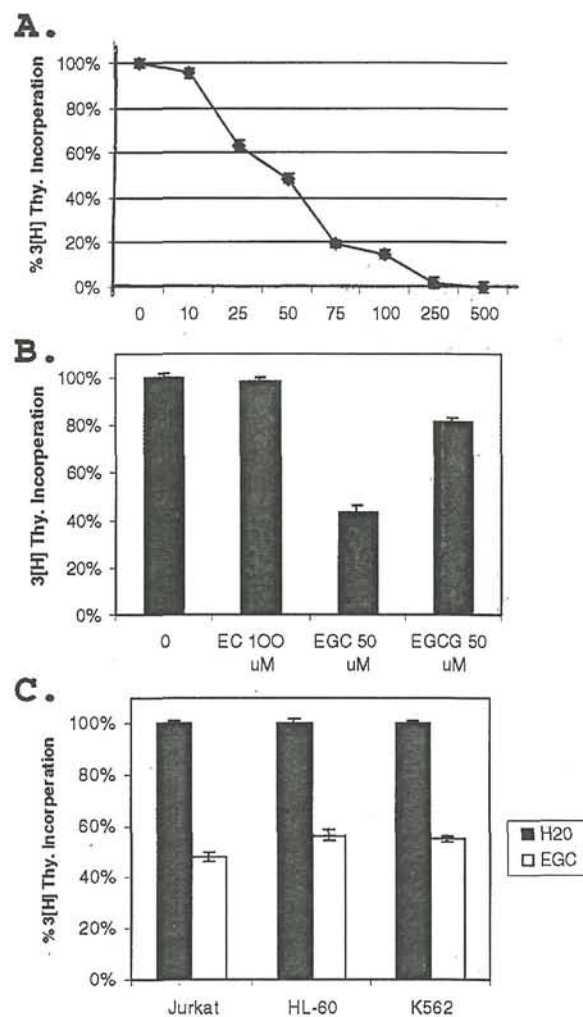 A.
% 3[H] Thy. Incorperation
100%
80%
60%
40%
20%
0%
0 10 25 50 75 100 250 500
B.
3[H] Thy. Incorperation
100%
80%
60%
40%
20%
0%
0 EC 1OO uM EGC 50 uM EGCG 50 uM
C.
% 3[H] Thy. Incorperation
100%
80%
60%
40%
20%
0%
Jurkat HL-60 K562
H20
EGC